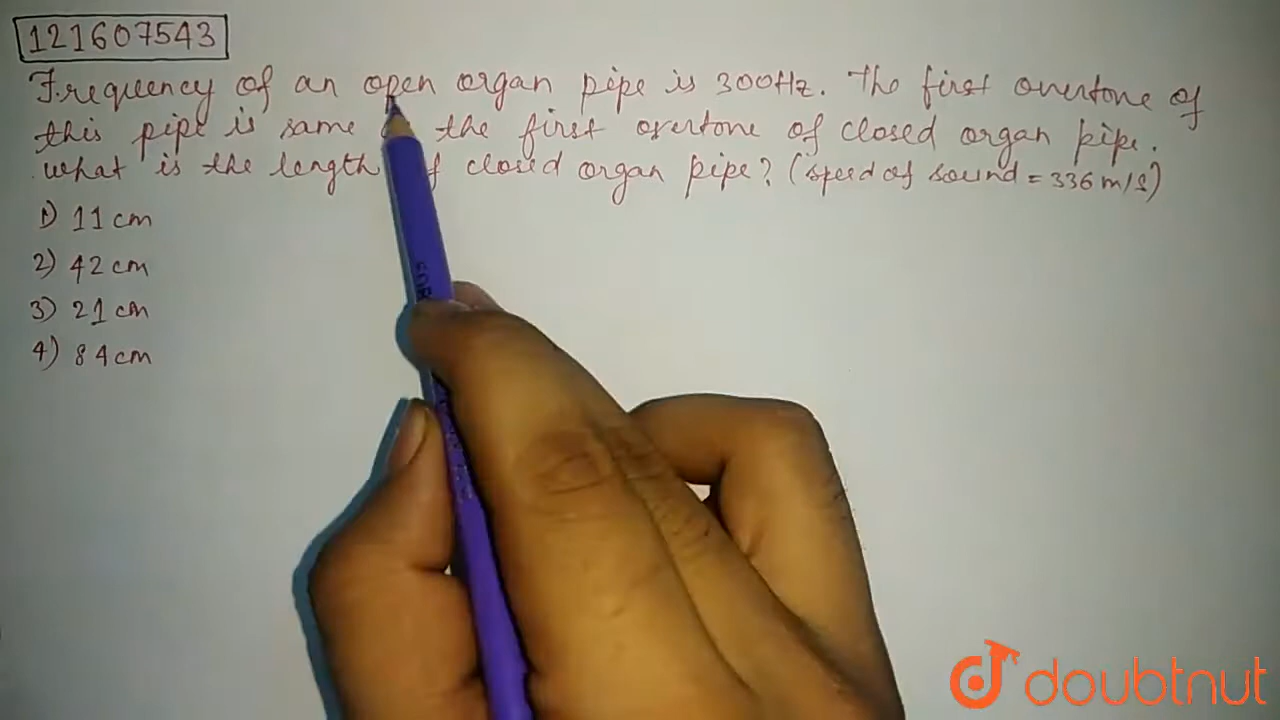 121607543
Frequency of an open organ pipe is 300Hz. The first overtone of
this pipe is same the first overtone of closed organ pipe.
what is the length of closed organ pipe? (speed of sound = 336 m/s)
1) 11 cm
2) 42 cm
3) 21 cm
4) 84 cm
doubtnut